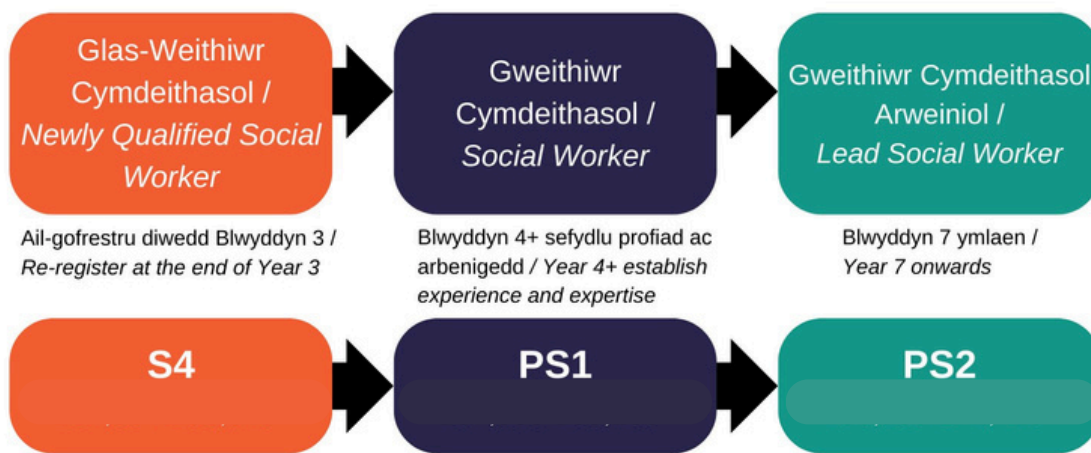 Glas-Weithiwr
Cymdeithasol /
Newly Qualified Social
Worker
Gweithiwr
Cymdeithasol /
Social Worker
Gweithiwr Cymdeithasol
Arweiniol /
Lead Social Worker
Ail-gofrestru diwedd Blwyddyn 3 /
Re-register at the end of Year 3
Blwyddyn 4+ sefydlu profiad ac
arbenigedd / Year 4+ establish
experience and expertise
Blwyddyn 7 ymlaen /
Year 7 onwards
S4
PS1
PS2